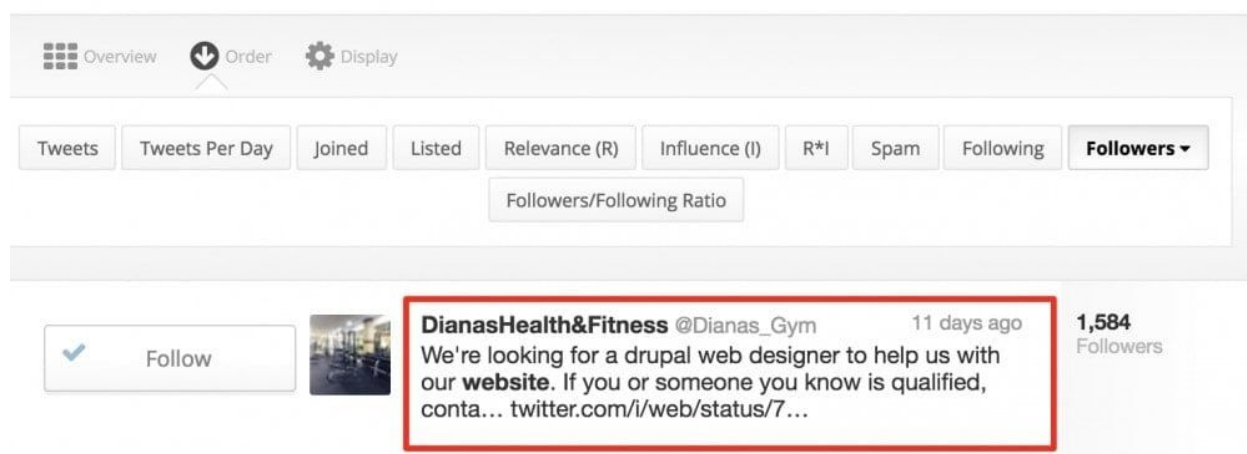 Overview Order Display
Tweets Tweets Per Day Joined Listed Relevance (R) Influence (I) R*I Spam Following Followers
Followers/Following Ratio
DianasHealth&Fitness @Dianas_Gym 11 days ago
We're looking for a drupal web designer to help us with
our website. If you or someone you know is qualified,
conta... twitter.com/i/web/status/7...
Follow
1,584
Followers